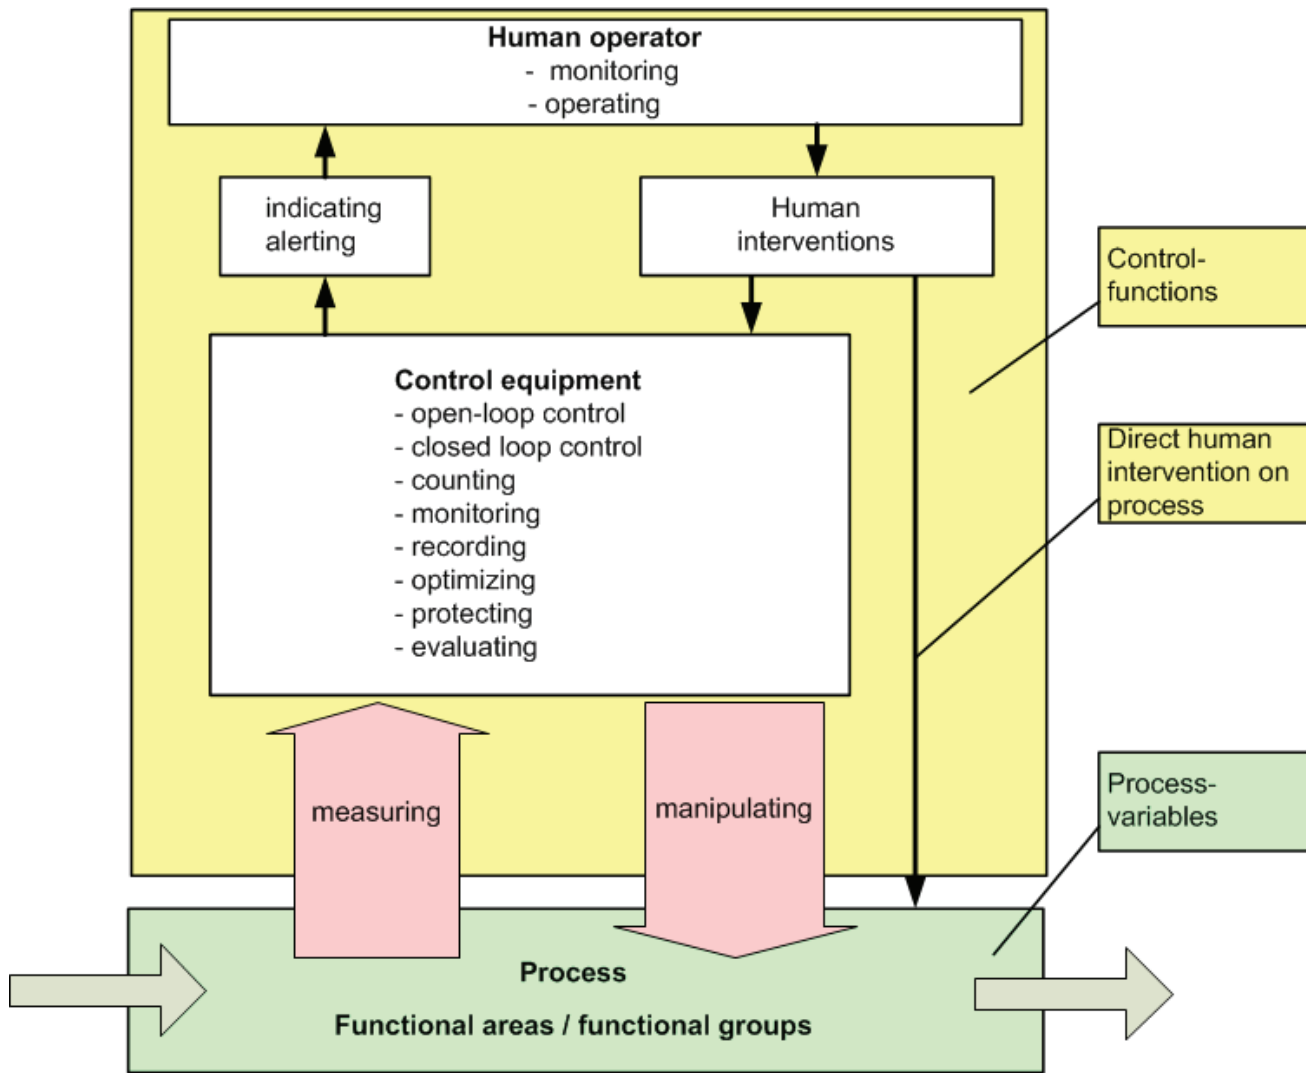 Human operator
- monitoring
- operating
indicating
alerting
Human
interventions
Control-
functions
Control equipment
- open-loop control
- closed loop control
- counting
- monitoring
- recording
- optimizing
- protecting
- evaluating
Direct human
intervention on
process
measuring
manipulating
Process-
variables
Process
Functional areas / functional groups